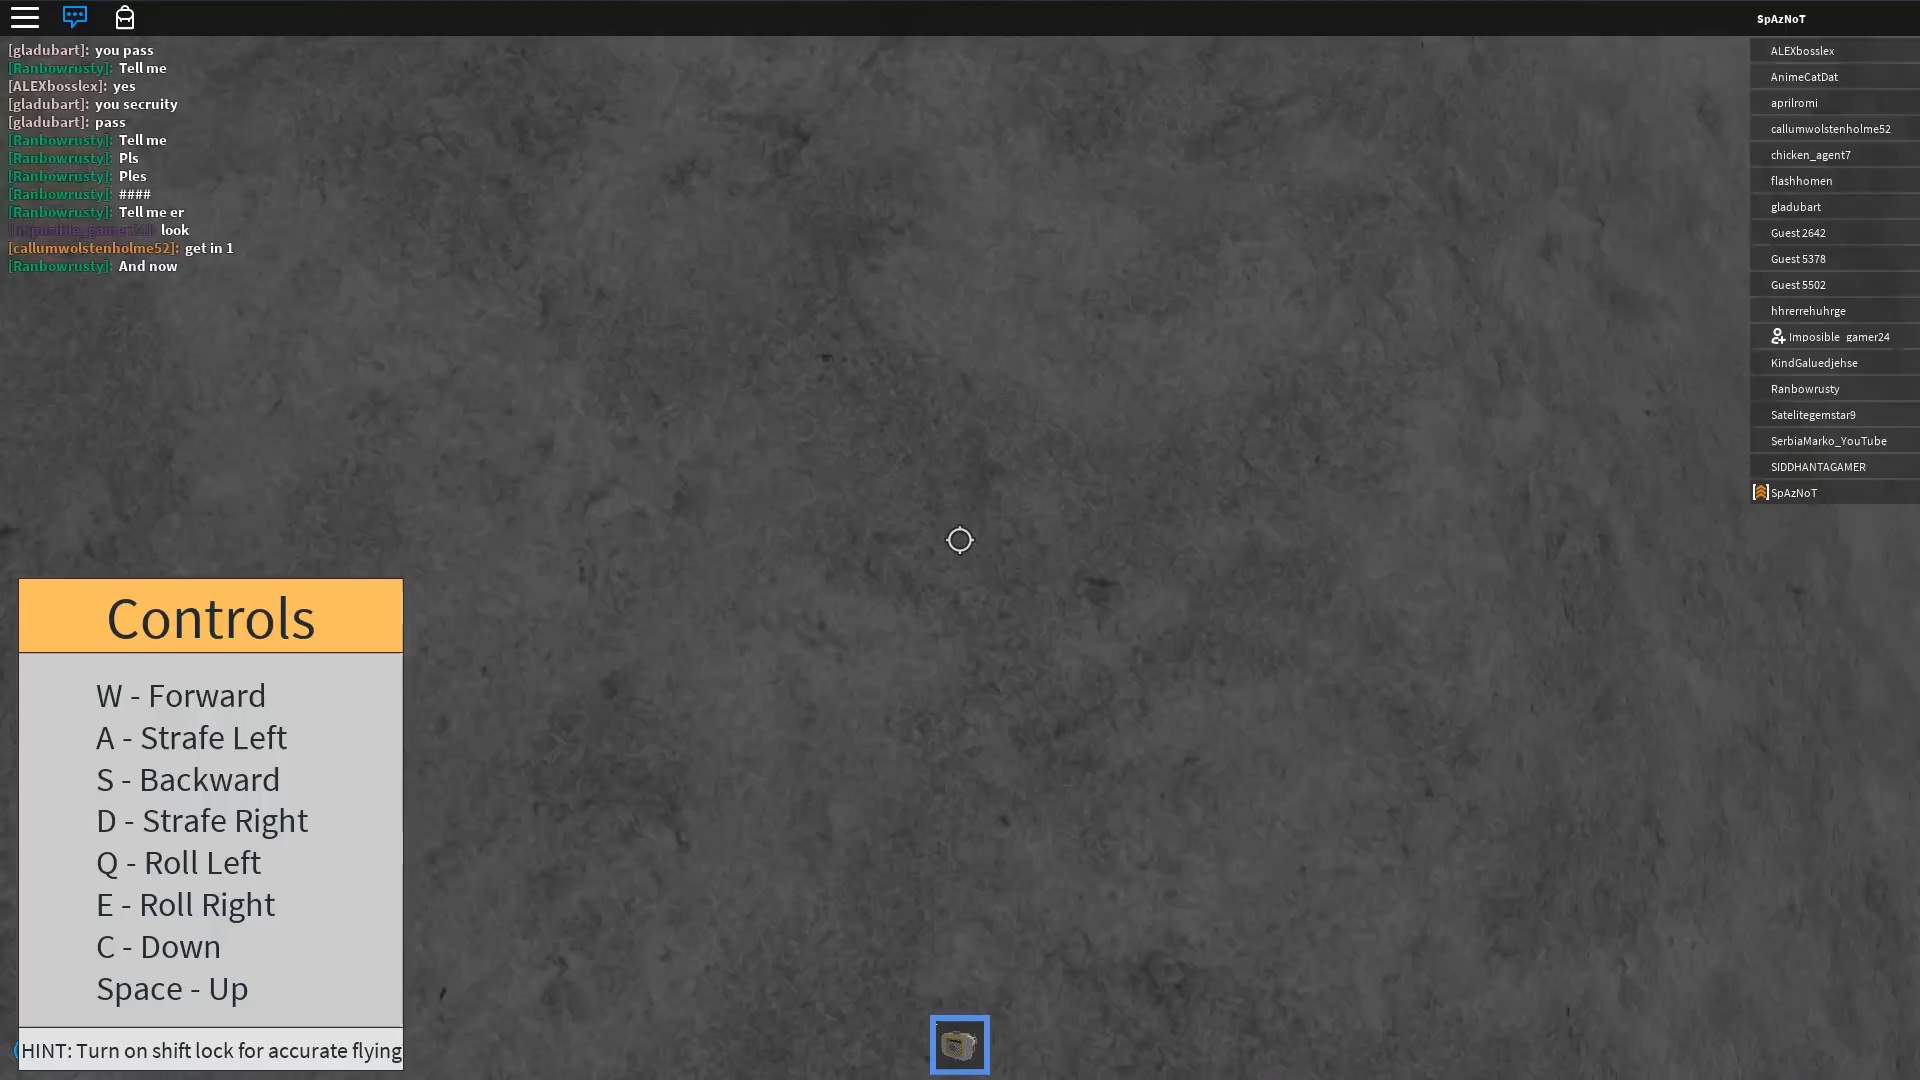 SpAzNoT
[gladubart]: you pass
[Ranbowrusty]: Tell me
[ALEXbosslex]: yes
[gladubart]: you secruity
[gladubart]: pass
[Ranbowrusty]: Tell me
[Ranbowrusty]: Pls
[Ranbowrusty]: Ples
[Ranbowrusty]: ####
[Ranbowrusty]: Tell me er
[Imposible_gamer24]: look
[callumwolstenholme52]: get in 1
[Ranbowrusty]: And now
ALEXbosslex
AnimeCatDat
aprilromi
callumwolstenholme52
chicken_agent7
flashhomen
gladubart
Guest 2642
Guest 5378
Guest 5502
hhrerrehuhrge
Imposible_gamer24
KindGaluedjehse
Ranbowrusty
Satelitegemstar9
SerbiaMarko_YouTube
SIDDHANTAGAMER
SpAzNoT
Controls
W - Forward
A - Strafe Left
S - Backward
D - Strafe Right
Q - Roll Left
E - Roll Right
C - Down
Space - Up
HINT: Turn on shift lock for accurate flying